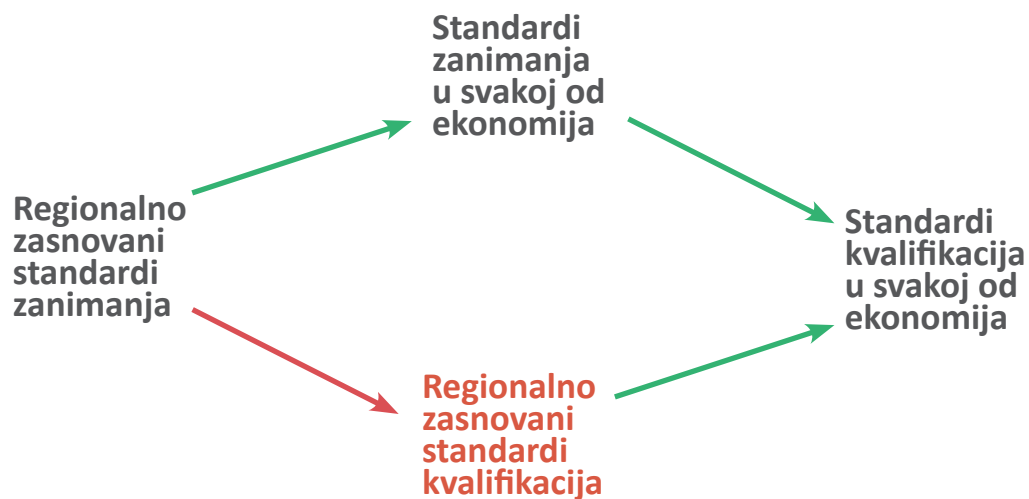 Standardi
zanimanja
u svakoj od
ekonomija
Regionalno
zasnovani
standardi
zanimanja
Standardi
kvalifikacija
u svakoj od
ekonomija
Regionalno
zasnovani
standardi
kvalifikacija